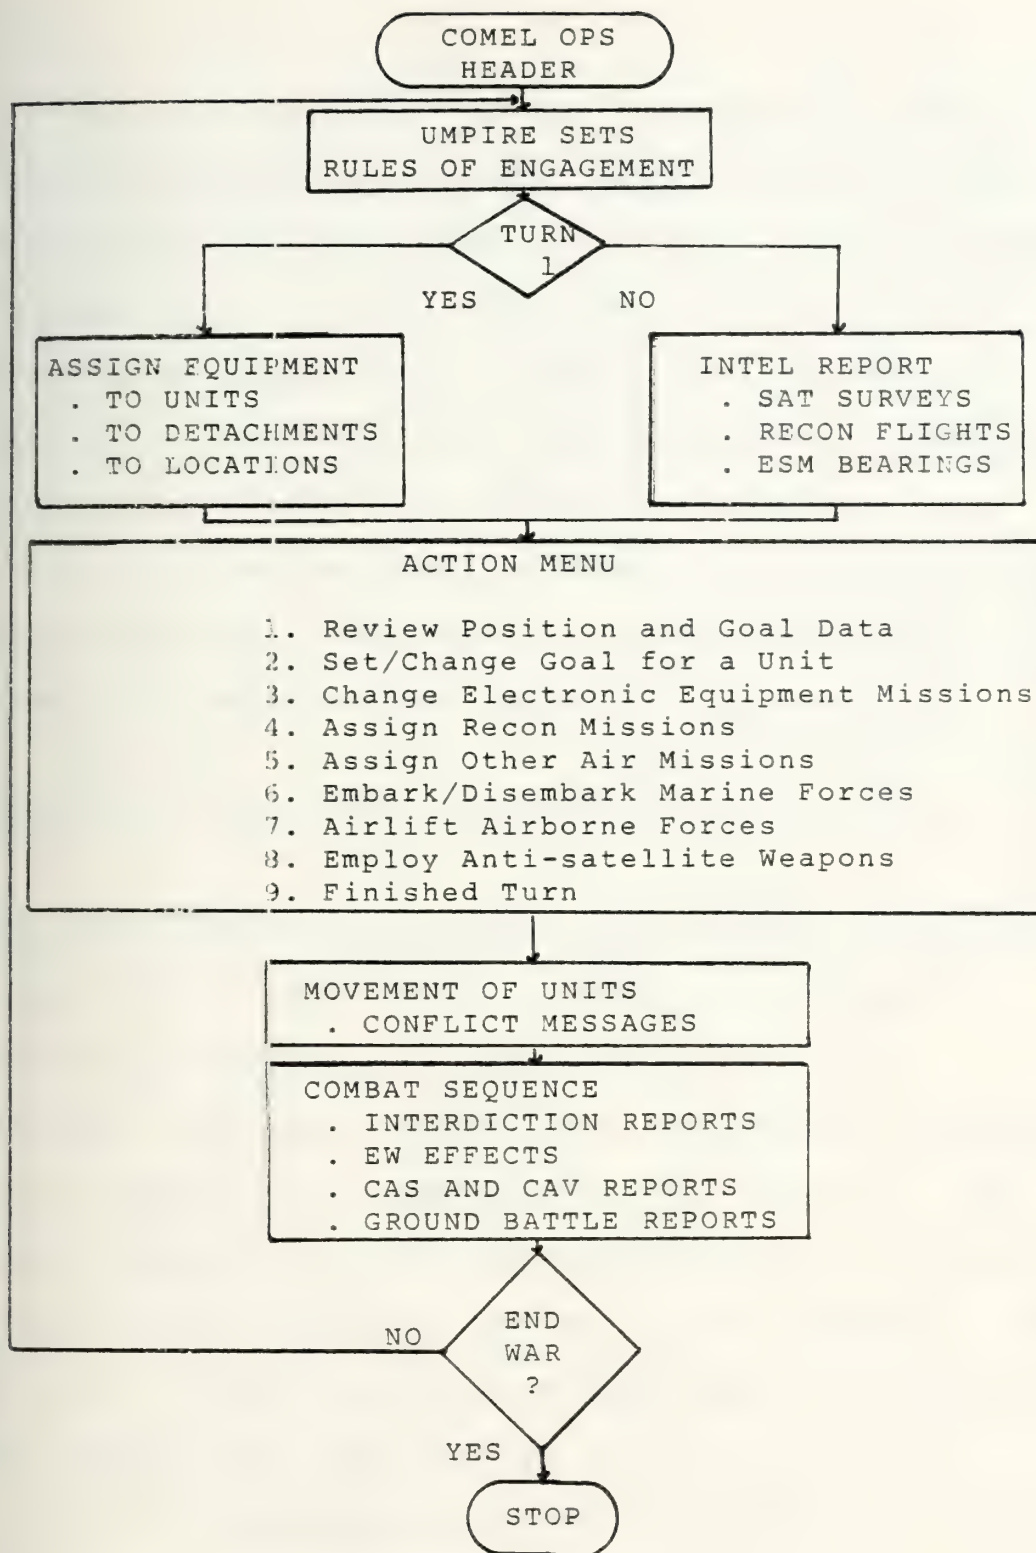 COMEL OPS
HEADER
UMPIRE SETS
RULES OF ENGAGEMENT
TURN
1
YES
NO
ASSIGN EQUIPMENT
. TO UNITS
. TO DETACHMENTS
. TO LOCATIONS
INTEL REPORT
. SAT SURVEYS
. RECON FLIGHTS
. ESM BEARINGS
ACTION MENU
1. Review Position and Goal Data
2. Set/Change Goal for a Unit
3. Change Electronic Equipment Missions
4. Assign Recon Missions
5. Assign Other Air Missions
6. Embark/Disembark Marine Forces
7. Airlift Airborne Forces
8. Employ Anti-satellite Weapons
9. Finished Turn
MOVEMENT OF UNITS
. CONFLICT MESSAGES
COMBAT SEQUENCE
. INTERDICTION REPORTS
. EW EFFECTS
. CAS AND CAV REPORTS
. GROUND BATTLE REPORTS
NO
END
WAR
?
YES
STOP